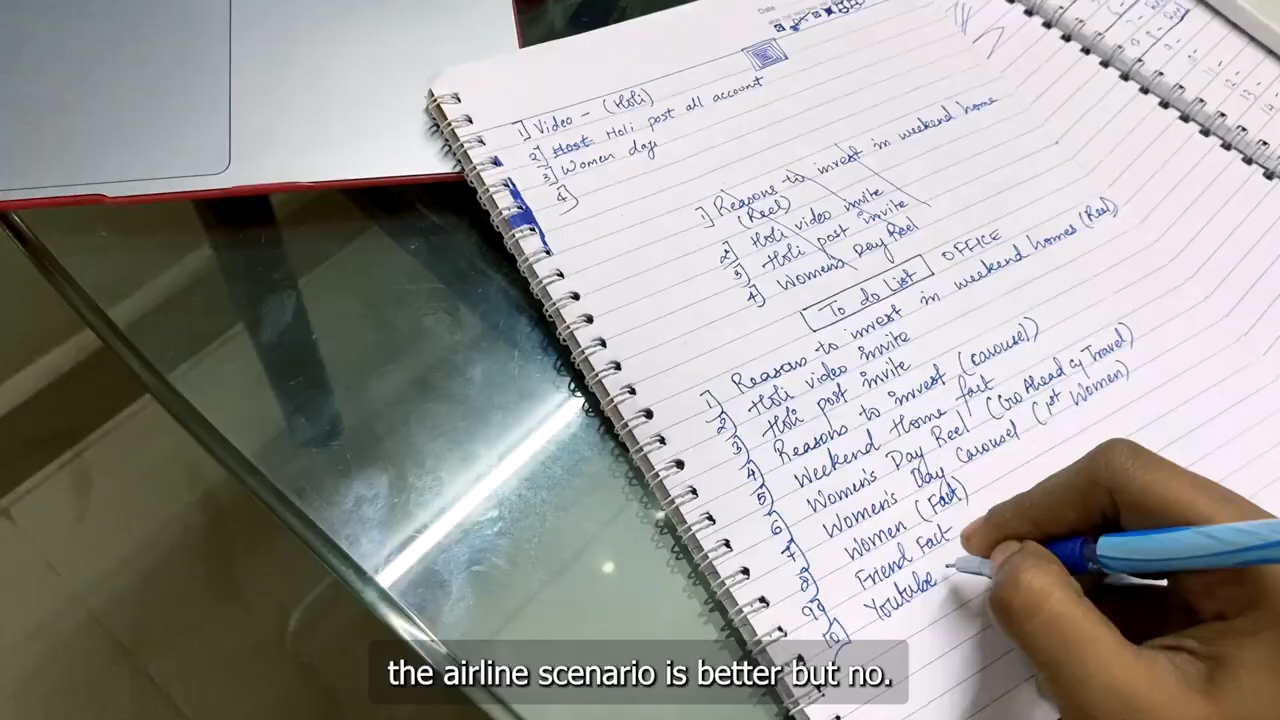 Date
1] Video - (Holi)
2] Host Holi post all account
3] Women day
4]
1] Reasons to invest in weekend home
(Reel)
2] Holi video invite
3] Holi post invite
4] Womens Day Reel
To do List OFFICE
1) Reasons to invest in weekend homes (Reel)
2) Holi video invite
3) Holi post invite
4) Reasons to invest (carousel)
5) Weekend Home fact
6) Women's Day Reel (Go Ahead Travel)
7) Women's Day Carousel (1st Women)
8) Women (Fact)
9) Friend Fact
10) Youtube
the airline scenario is better but no.